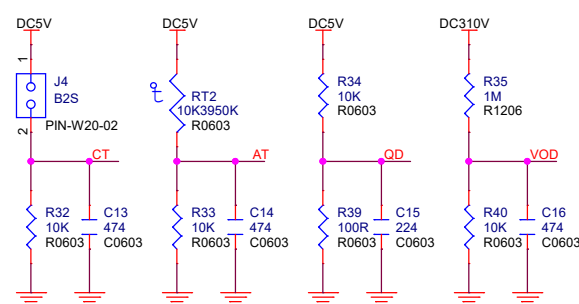 DC5V DC5V DC5V DC310V
1
J4
B2S
PIN-W20-02
2
t
RT2
10K3950K
R0603
R34
10K
R0603
R35
1M
R1206
CT AT QD VOD
R32
10K
R0603
C13
474
C0603
R33
10K
R0603
C14
474
C0603
R39
100R
R0603
C15
224
C0603
R40
10K
R0603
C16
474
C0603